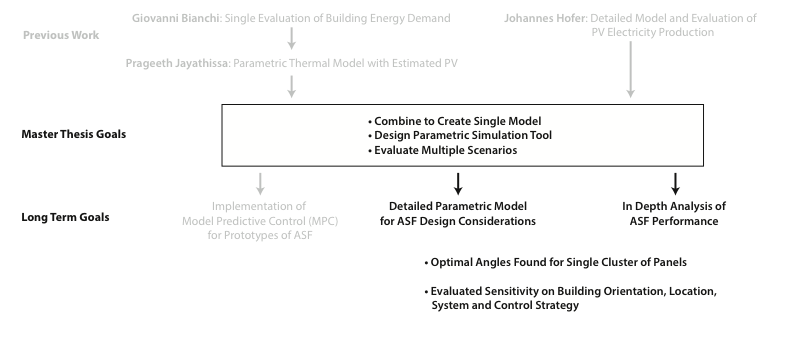 Previous Work
Giovanni Bianchi: Single Evaluation of Building Energy Demand
Johannes Hofer: Detailed Model and Evaluation of
PV Electricity Production
Prageeth Jayathissa: Parametric Thermal Model with Estimated PV
Master Thesis Goals
• Combine to Create Single Model
• Design Parametric Simulation Tool
• Evaluate Multiple Scenarios
Long Term Goals
Implementation of
Model Predictive Control (MPC)
for Prototypes of ASF
Detailed Parametric Model
for ASF Design Considerations
In Depth Analysis of
ASF Performance
• Optimal Angles Found for Single Cluster of Panels
• Evaluated Sensitivity on Building Orientation, Location,
System and Control Strategy